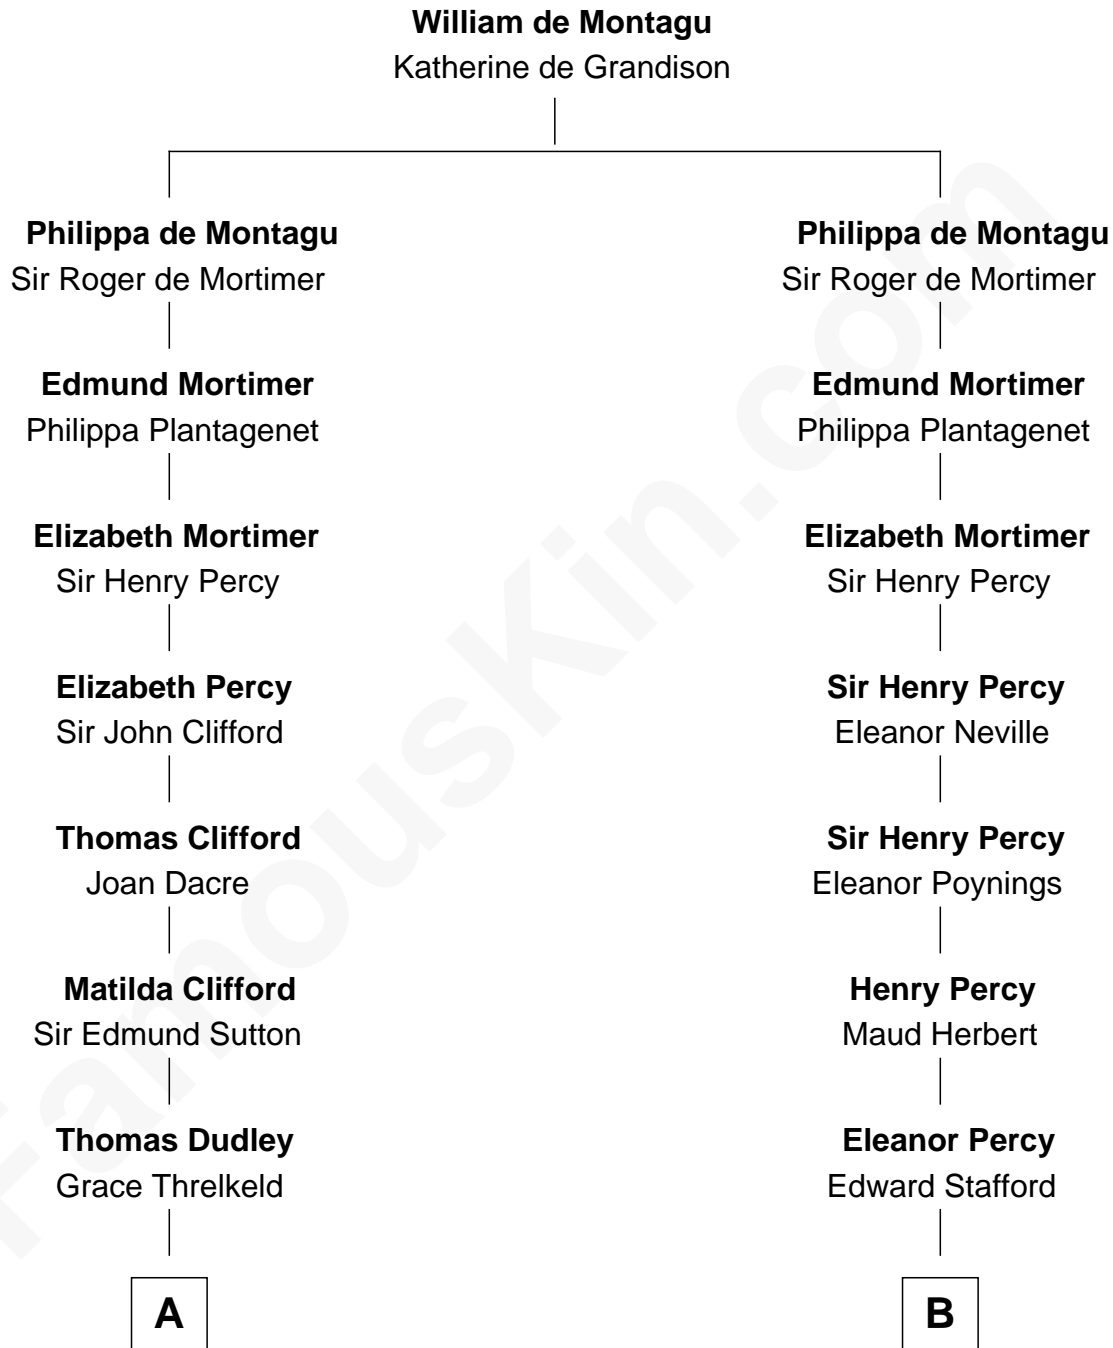 William de Montagu
Katherine de Grandison
Philippa de Montagu
Sir Roger de Mortimer
Philippa de Montagu
Sir Roger de Mortimer
Edmund Mortimer
Philippa Plantagenet
Edmund Mortimer
Philippa Plantagenet
Elizabeth Mortimer
Sir Henry Percy
Elizabeth Mortimer
Sir Henry Percy
Elizabeth Percy
Sir John Clifford
Sir Henry Percy
Eleanor Neville
Thomas Clifford
Joan Dacre
Sir Henry Percy
Eleanor Poynings
Matilda Clifford
Sir Edmund Sutton
Henry Percy
Maud Herbert
Thomas Dudley
Grace Threlkeld
Eleanor Percy
Edward Stafford
A
B
FamousKin.com